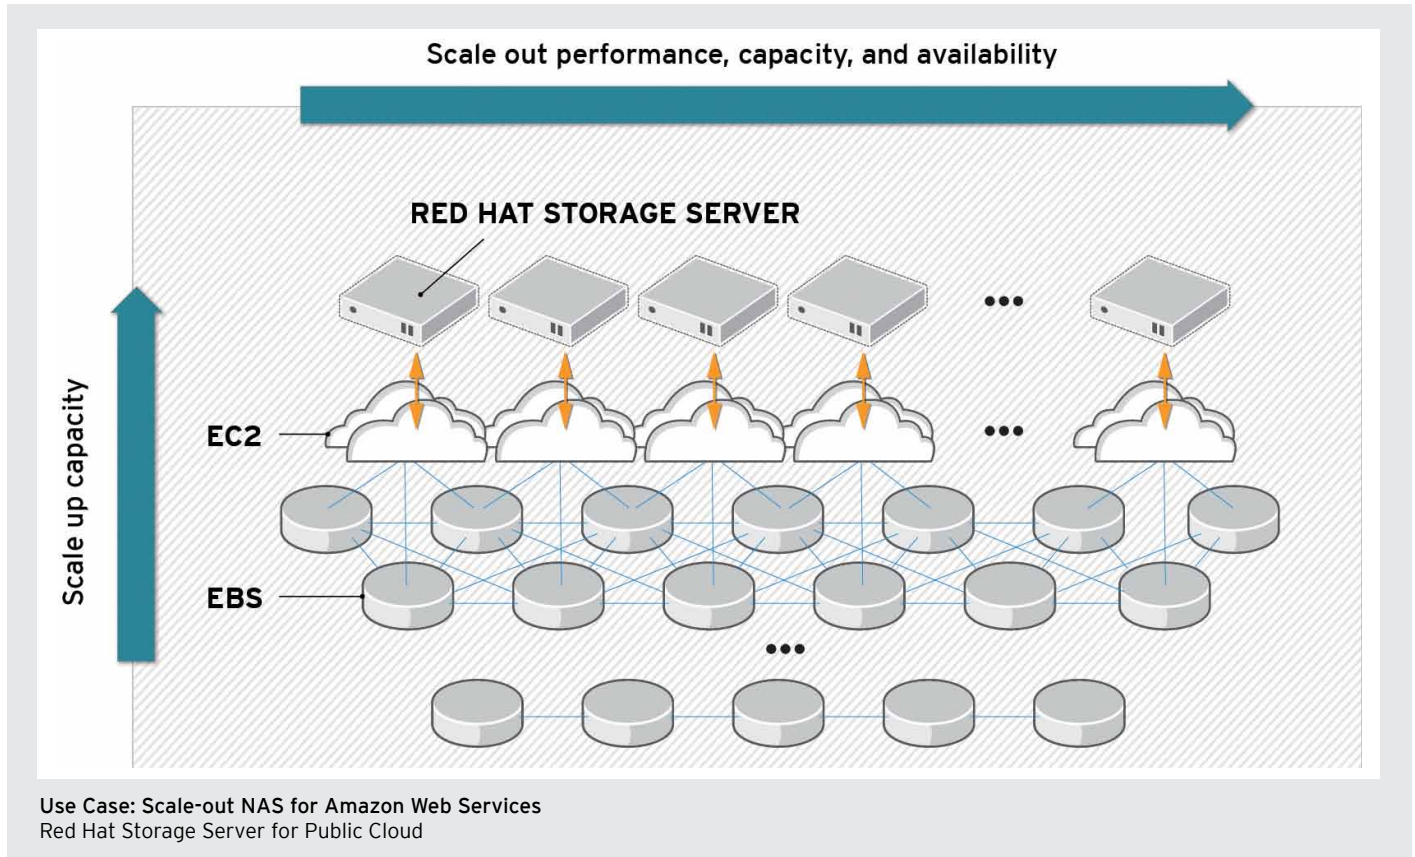 Scale out performance, capacity, and availability
RED HAT STORAGE SERVER
Scale up capacity
EC2
EBS
Use Case: Scale-out NAS for Amazon Web Services
Red Hat Storage Server for Public Cloud